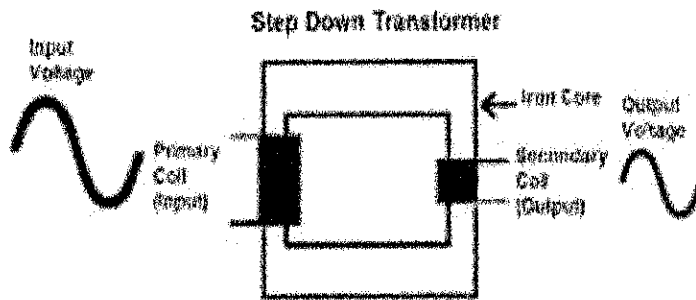 Step Down Transformer
Input
Voltage
Iron Core
Output
Voltage
Primary
Coil
(Input)
Secondary
Coil
(Output)